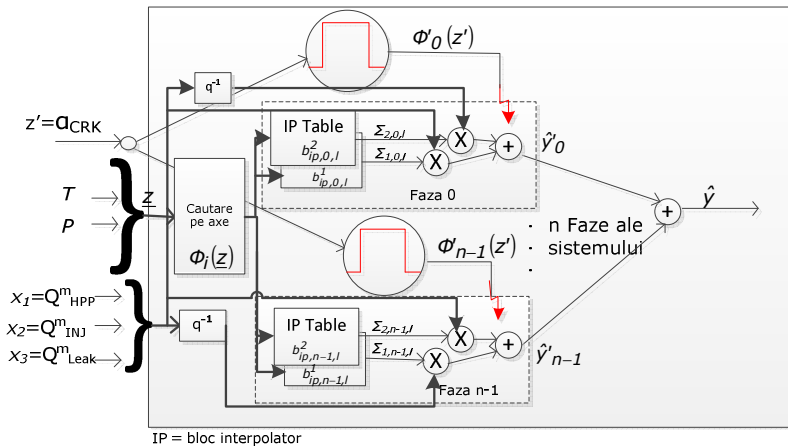 Φ'₀(z')
q⁻¹
z'=αCRK
IP Table
b²ip,0,l
b¹ip,0,l
Σ2,0,l
Σ1,0,l
X
X
+
ŷ'₀
Faza 0
T
P
z
Cautare
pe axe
Φi(z)
+
ŷ
n Faze ale
sistemului
Φ'n−1(z')
x₁=QᵐHPP
x₂=QᵐINJ
x₃=QᵐLeak
q⁻¹
IP Table
b²ip,n−1,l
b¹ip,n−1,l
Σ2,n−1,l
Σ1,n−1,l
X
X
+
ŷ'n−1
Faza n-1
IP = bloc interpolator